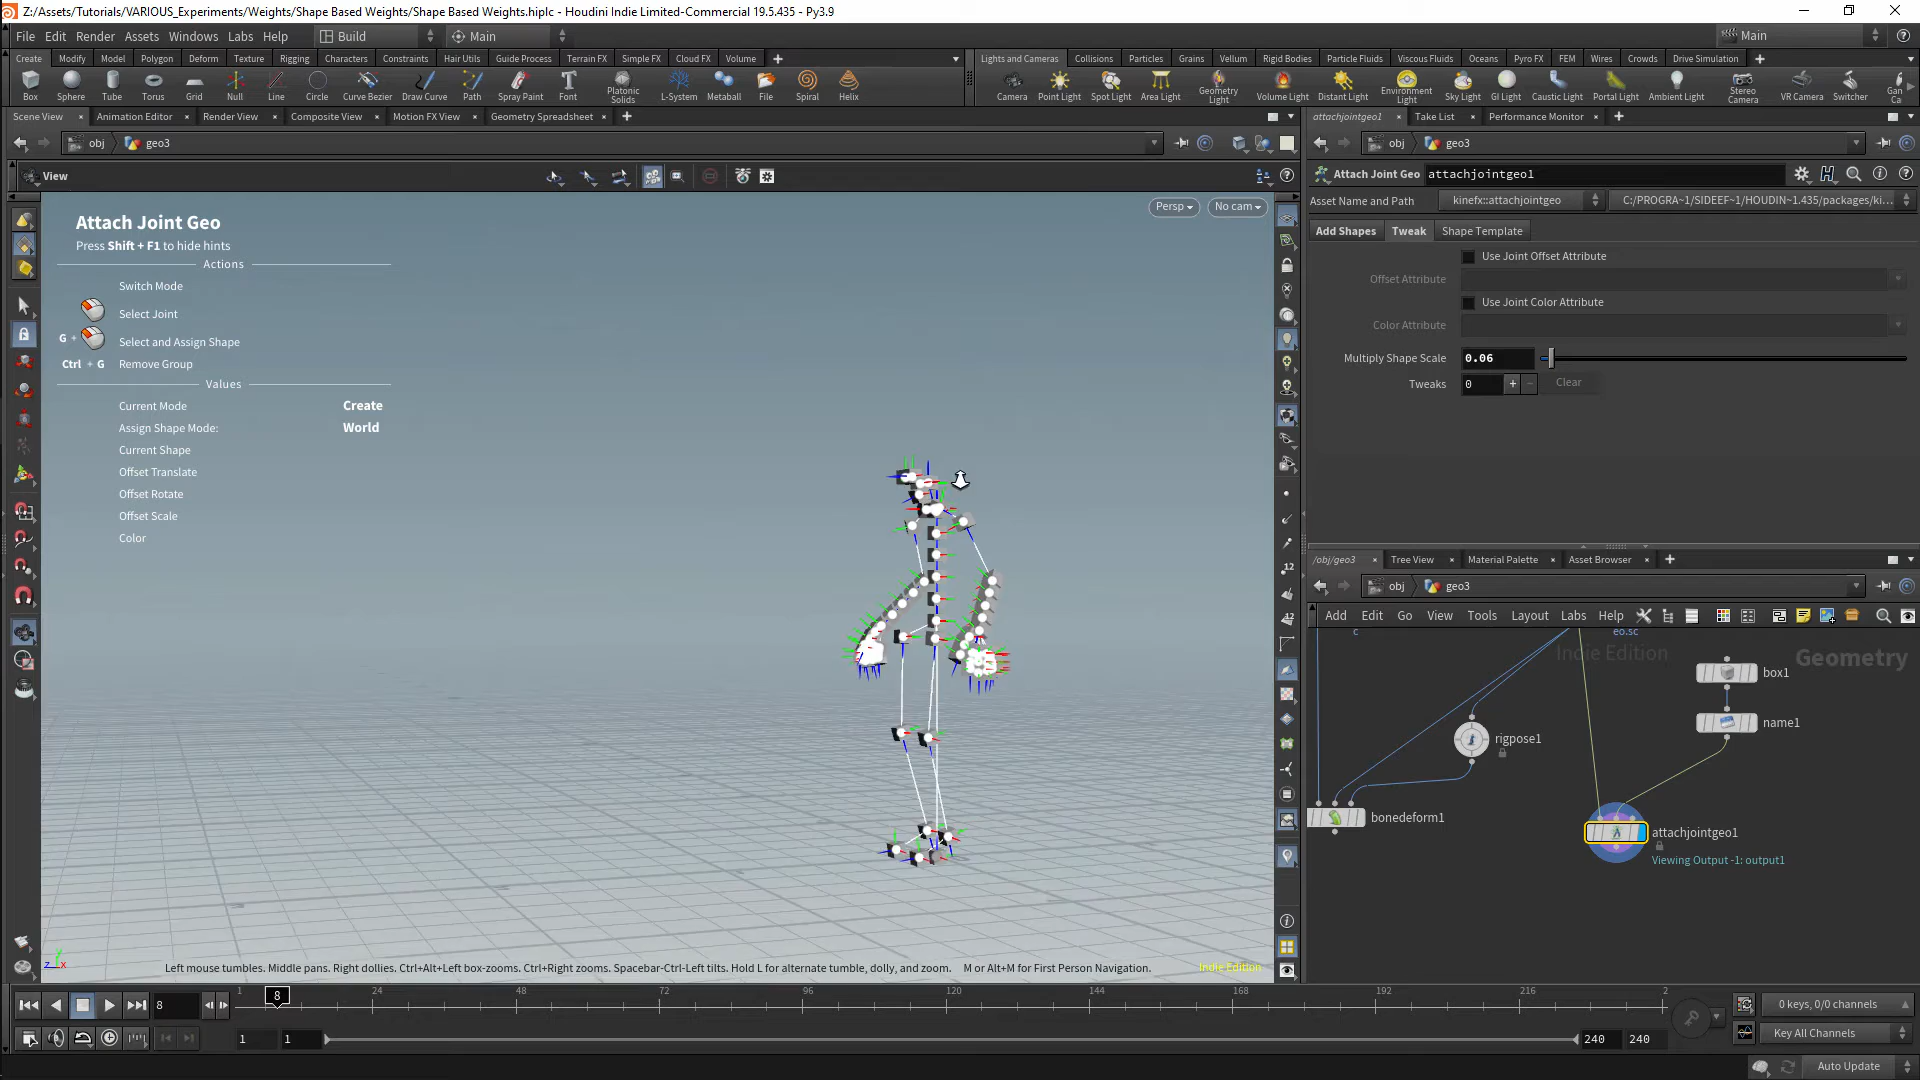 Z:/Assets/Tutorials/VARIOUS_Experiments/Weights/Shape Based Weights/Shape Based Weights.hiplc - Houdini Indie Limited-Commercial 19.5.435 - Py3.9
File Edit Render Assets Windows Labs Help Build Main Main
Create Modify Model Polygon Deform Texture Rigging Characters Constraints Hair Utils Guide Process Terrain FX Simple FX Cloud FX Volume
Lights and Cameras Collisions Particles Grains Vellum Rigid Bodies Particle Fluids Viscous Fluids Oceans Pyro FX FEM Wires Crowds Drive Simulation
Box Sphere Tube Torus Grid Null Line Circle Curve Bezier Draw Curve Path Spray Paint Font Platonic Solids L-System Metaball File Spiral Helix
Camera Point Light Spot Light Area Light Geometry Light Volume Light Distant Light Environment Light Sky Light GI Light Caustic Light Portal Light Ambient Light Stereo Camera VR Camera Switcher Gan Ca
Scene View Animation Editor Render View Composite View Motion FX View Geometry Spreadsheet
attachjointgeo1 Take List Performance Monitor
obj geo3
obj geo3
View
Attach Joint Geo attachjointgeo1
Asset Name and Path kinefx::attachjointgeo C:/PROGRA~1/SIDEEF~1/HOUDIN~1.435/packages/ki...
Add Shapes Tweak Shape Template
Use Joint Offset Attribute
Offset Attribute
Use Joint Color Attribute
Color Attribute
Multiply Shape Scale 0.06
Tweaks 0 + - Clear
Persp No cam
Attach Joint Geo
Press Shift + F1 to hide hints
Actions
Switch Mode
Select Joint
G + Select and Assign Shape
Ctrl + G Remove Group
Values
Current Mode Create
Assign Shape Mode: World
Current Shape
Offset Translate
Offset Rotate
Offset Scale
Color
/obj/geo3 Tree View Material Palette Asset Browser
obj geo3
Add Edit Go View Tools Layout Labs Help
c
eo.sc
Indie Edition
Geometry
box1
name1
rigpose1
bonedeform1
attachjointgeo1
Viewing Output -1: output1
z x y
Left mouse tumbles. Middle pans. Right dollies. Ctrl+Alt+Left box-zooms. Ctrl+Right zooms. Spacebar-Ctrl-Left tilts. Hold L for alternate tumble, dolly, and zoom. M or Alt+M for First Person Navigation.
Indie Edition
8 1 8 24 48 72 96 120 144 168 192 216 2
0 keys, 0/0 channels
1 1 240 240
Key All Channels
Auto Update